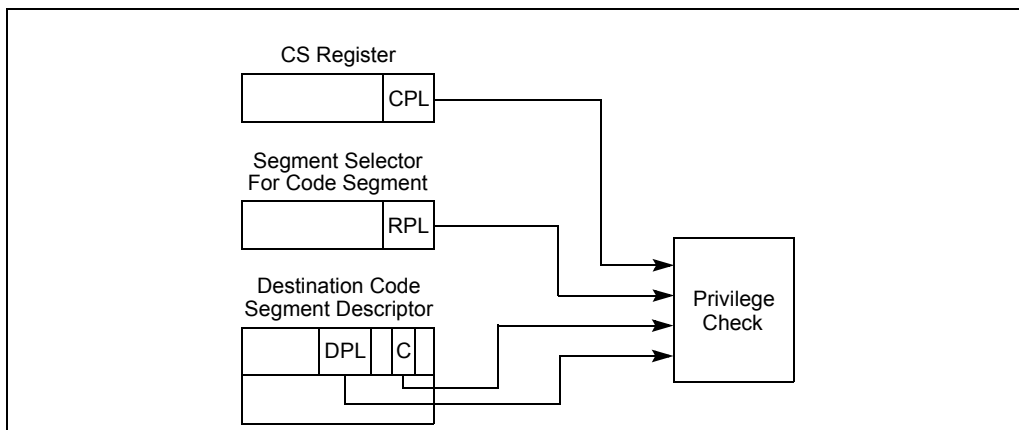 CS Register
CPL
Segment Selector
For Code Segment
RPL
Destination Code
Segment Descriptor
DPL
C
Privilege
Check